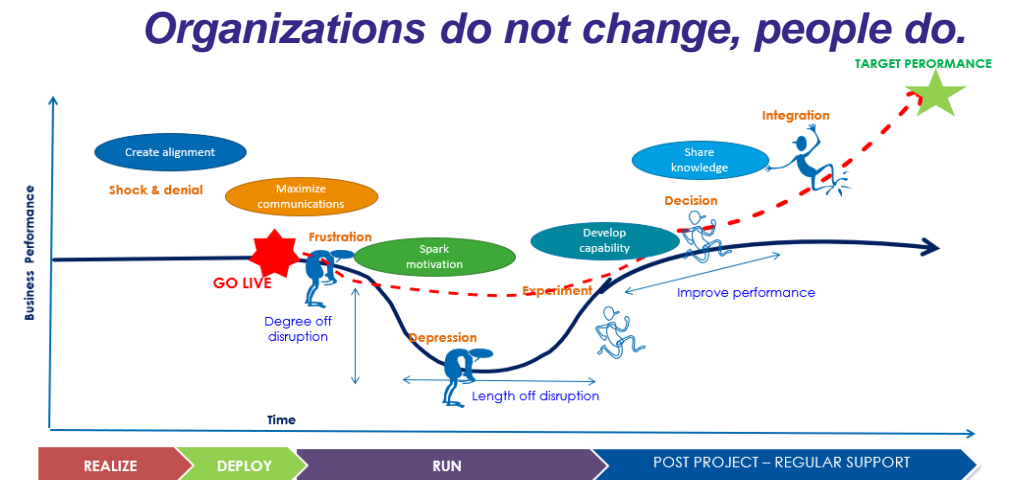 Organizations do not change, people do.
TARGET PERORMANCE
Integration
Create alignment
Share
knowledge
Shock & denial
Maximize
communications
Decision
Frustration
Develop
capability
Spark
motivation
GO LIVE
Experiment
Improve performance
Degree off
disruption
Depression
Length off disruption
Business Performance
Time
REALIZE
DEPLOY
RUN
POST PROJECT – REGULAR SUPPORT